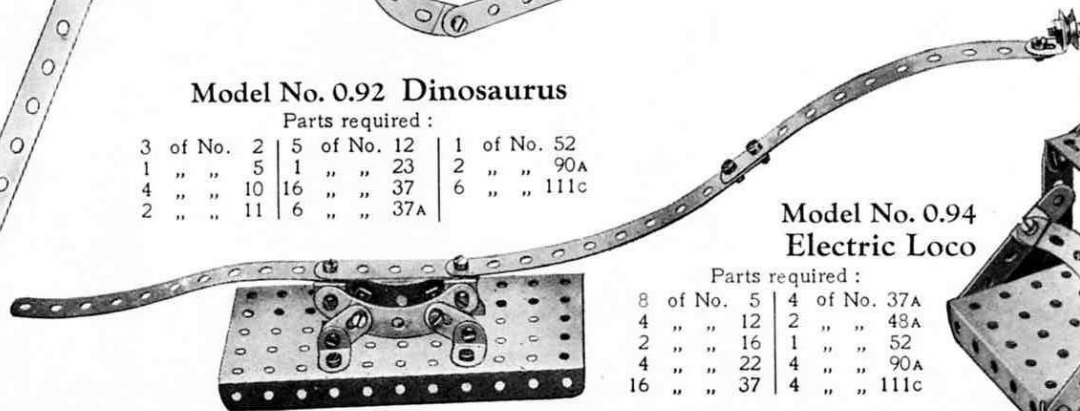 Model No. 0.92 Dinosaurus
Parts required :
3 of No. 2 | 5 of No. 12 | 1 of No. 52
1 „ „ 5 | 1 „ „ 23 | 2 „ „ 90A
4 „ „ 10 | 16 „ „ 37 | 6 „ „ 111C
2 „ „ 11 | 6 „ „ 37A
Model No. 0.94
Electric Loco
Parts required :
8 of No. 5 | 4 of No. 37A
4 „ „ 12 | 2 „ „ 48A
2 „ „ 16 | 1 „ „ 52
4 „ „ 22 | 4 „ „ 90A
16 „ „ 37 | 4 „ „ 111C